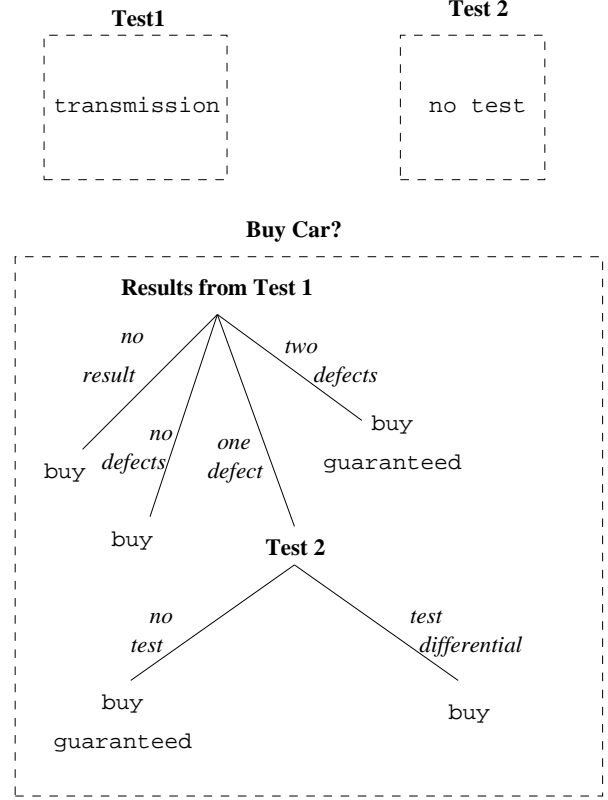 Test1
Test 2
transmission
no test
Buy Car?
Results from Test 1
no
result
two
defects
no
defects
one
defect
buy
buy
buy
guaranteed
Test 2
no
test
test
differential
buy
guaranteed
buy